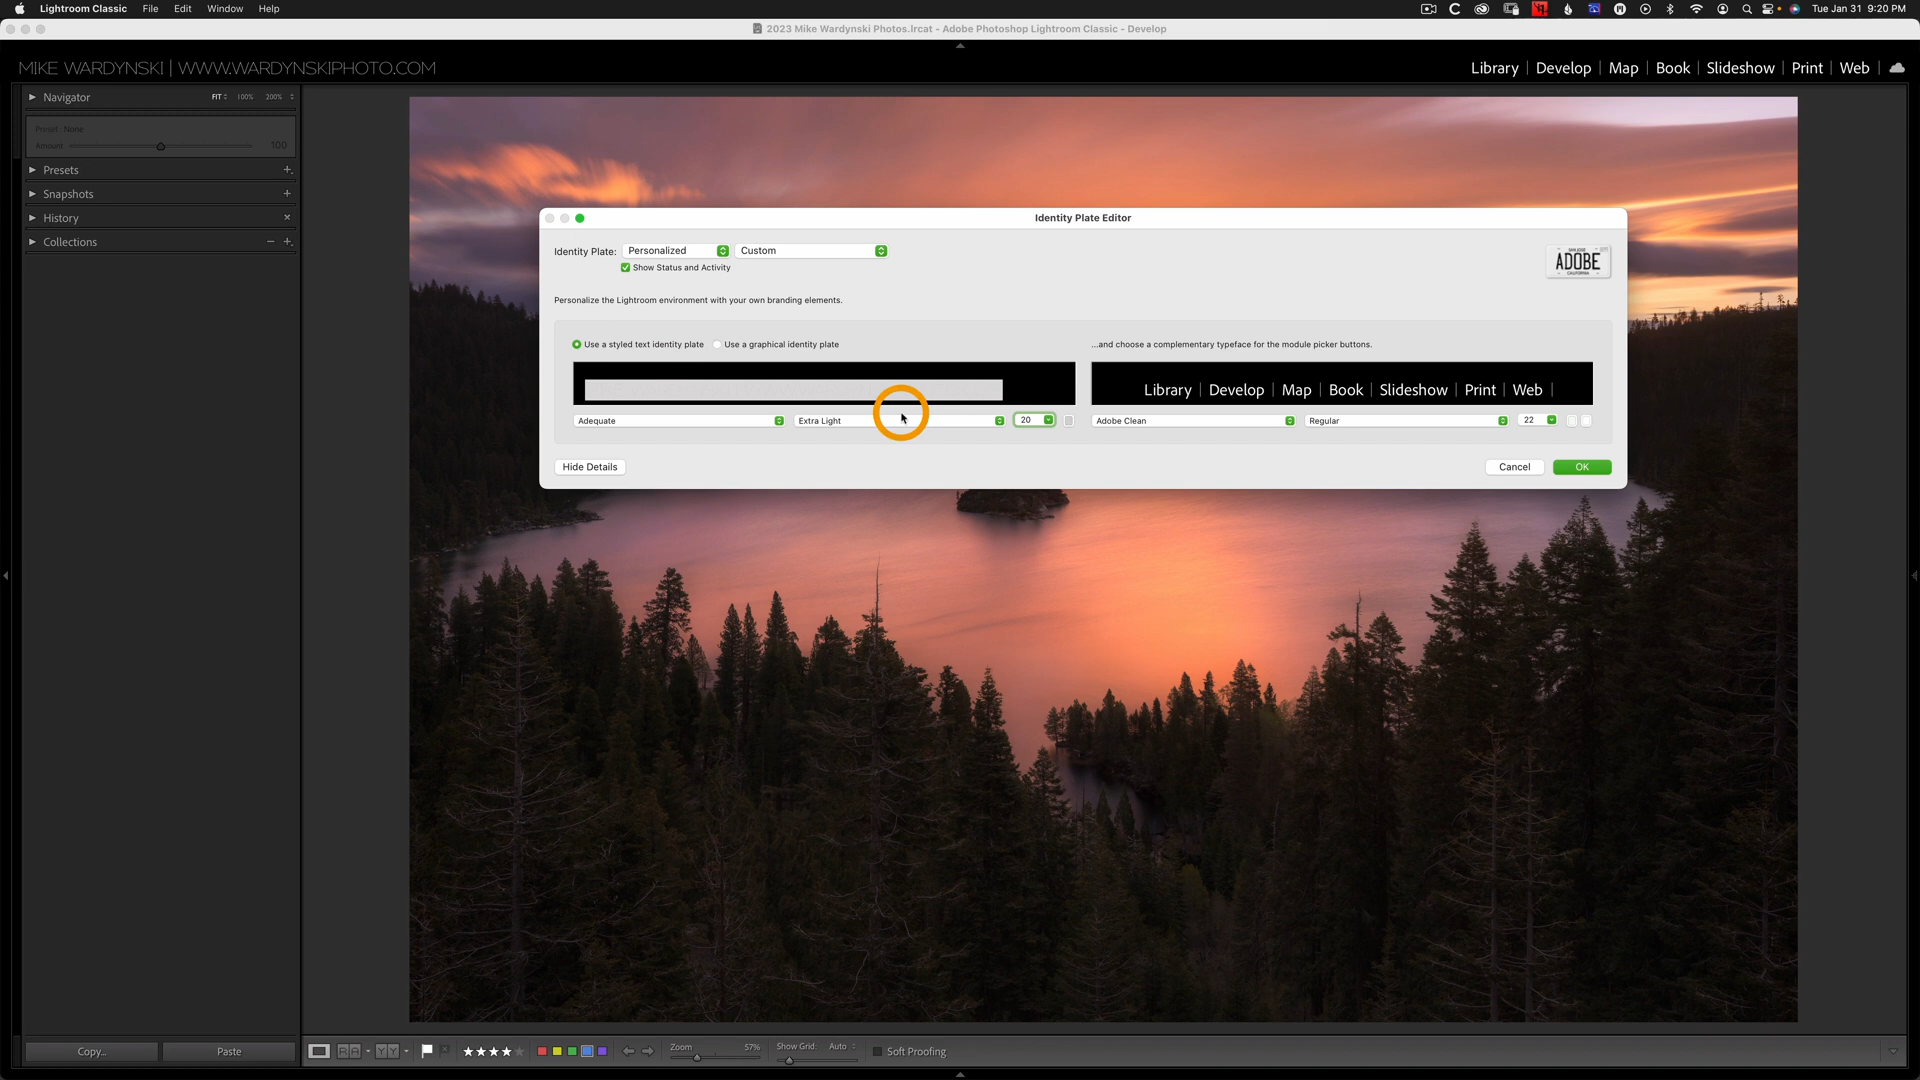 Lightroom Classic File Edit Window Help Tue Jan 31 9:20 PM
2023 Mike Wardynski Photos.lrcat - Adobe Photoshop Lightroom Classic - Develop
MIKE WARDYNSKI | WWW.WARDYNSKIPHOTO.COM
Library | Develop | Map | Book | Slideshow | Print | Web |
Navigator FIT 100% 200%
Preset: None
Amount 100
Presets
Snapshots
History
Collections
Identity Plate Editor
Identity Plate: Personalized Custom
Show Status and Activity
ADOBE
Personalize the Lightroom environment with your own branding elements.
Use a styled text identity plate Use a graphical identity plate
...and choose a complementary typeface for the module picker buttons.
Library | Develop | Map | Book | Slideshow | Print | Web |
Adequate Extra Light 20 Adobe Clean Regular 22
Hide Details Cancel OK
Copy... Paste
Zoom 57% Show Grid: Auto Soft Proofing